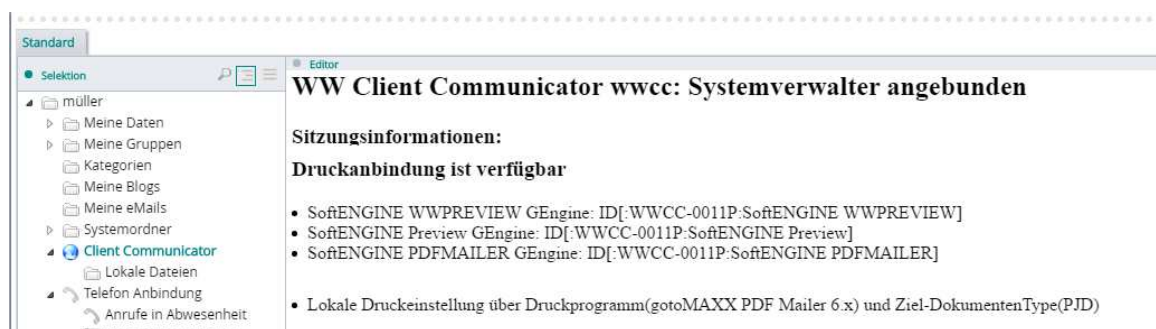 Standard
Selektion
müller
Meine Daten
Meine Gruppen
Kategorien
Meine Blogs
Meine eMails
Systemordner
Client Communicator
Lokale Dateien
Telefon Anbindung
Anrufe in Abwesenheit
Editor
WW Client Communicator wwcc: Systemverwalter angebunden
Sitzungsinformationen:
Druckanbindung ist verfügbar
• SoftENGINE WWPREVIEW GEngine: ID[:WWCC-0011P:SoftENGINE WWPREVIEW]
• SoftENGINE Preview GEngine: ID[:WWCC-0011P:SoftENGINE Preview]
• SoftENGINE PDFMAILER GEngine: ID[:WWCC-0011P:SoftENGINE PDFMAILER]
• Lokale Druckeinstellung über Druckprogramm(gotoMAXX PDF Mailer 6.x) und Ziel-DokumentenType(PJD)